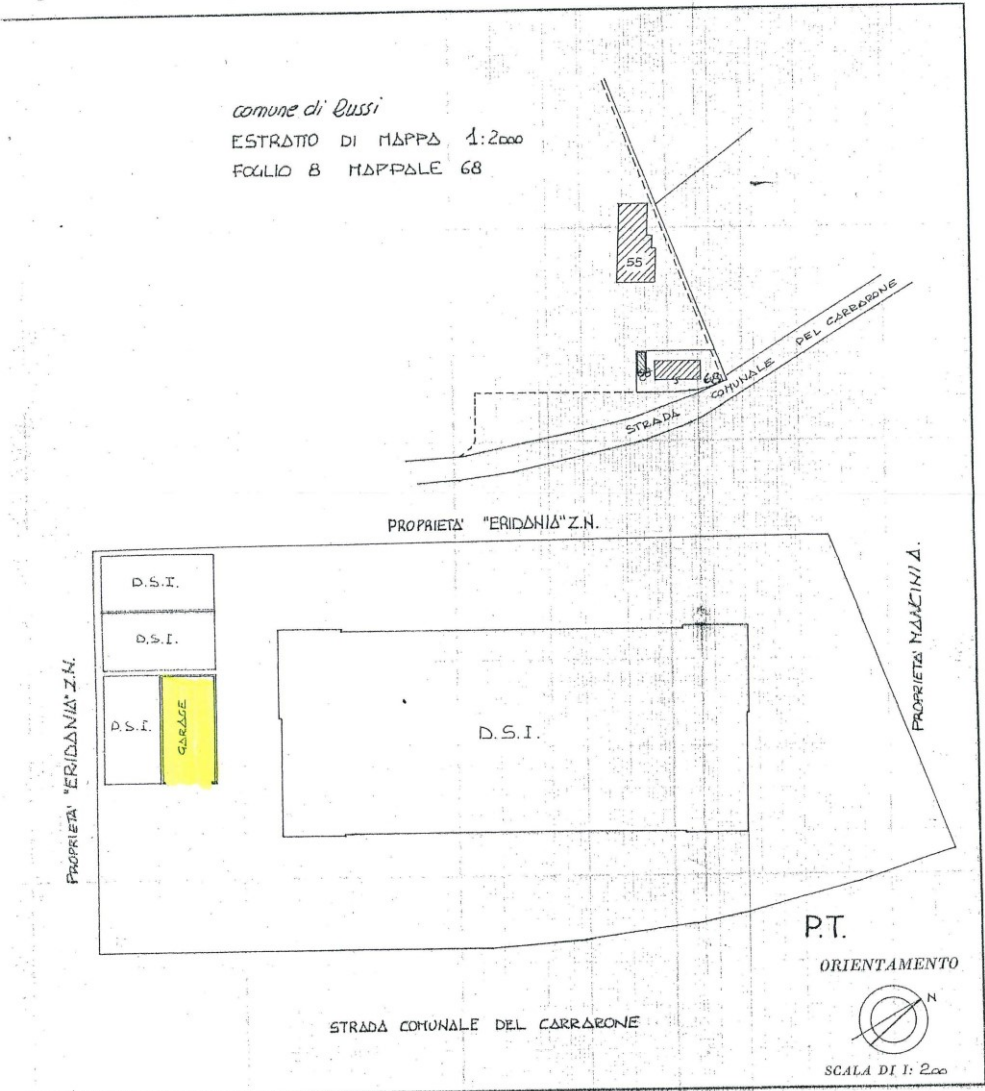 comune di Bussi
ESTRATTO DI MAPPA 1:2000
FOGLIO 8 MAPPALE 68
55
68
STRADA COMUNALE DEL CARRARONE
PROPRIETA' "ERIDANIA" Z.N.
D.S.I.
D.S.I.
D.S.I.
GARAGE
D.S.I.
PROPRIETA' "ERIDANIA" Z.N.
PROPRIETA' MANCINI A.
P.T.
ORIENTAMENTO
N
STRADA COMUNALE DEL CARRARONE
SCALA DI 1: 200